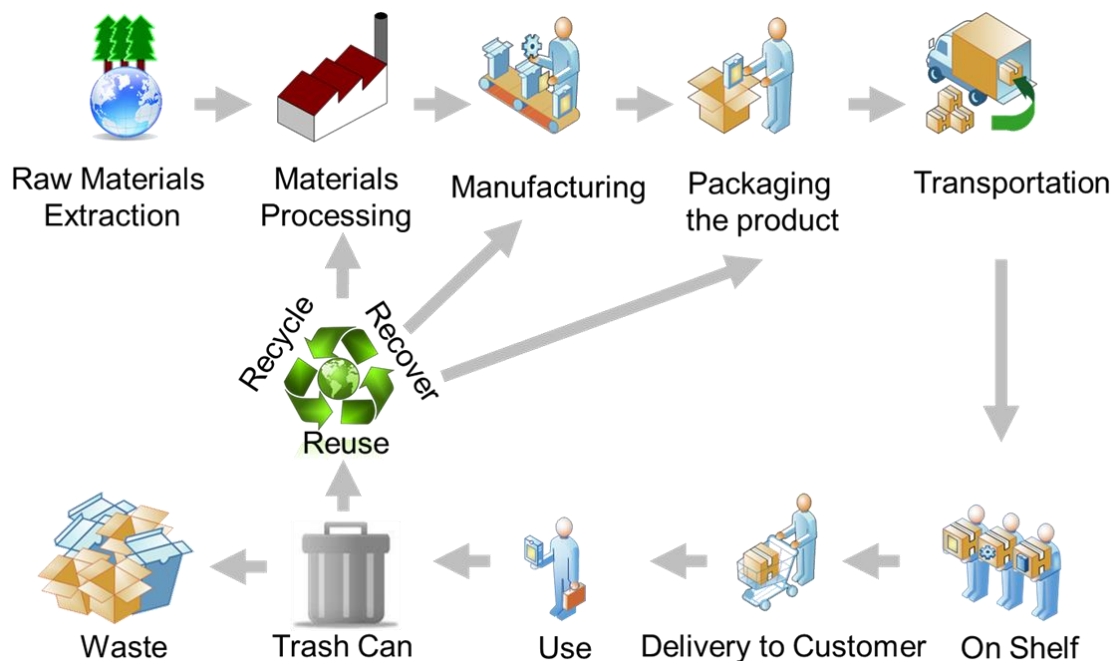 Raw Materials
Extraction
Materials
Processing
Manufacturing
Packaging
the product
Transportation
Recycle
Recover
Reuse
Waste
Trash Can
Use
Delivery to Customer
On Shelf